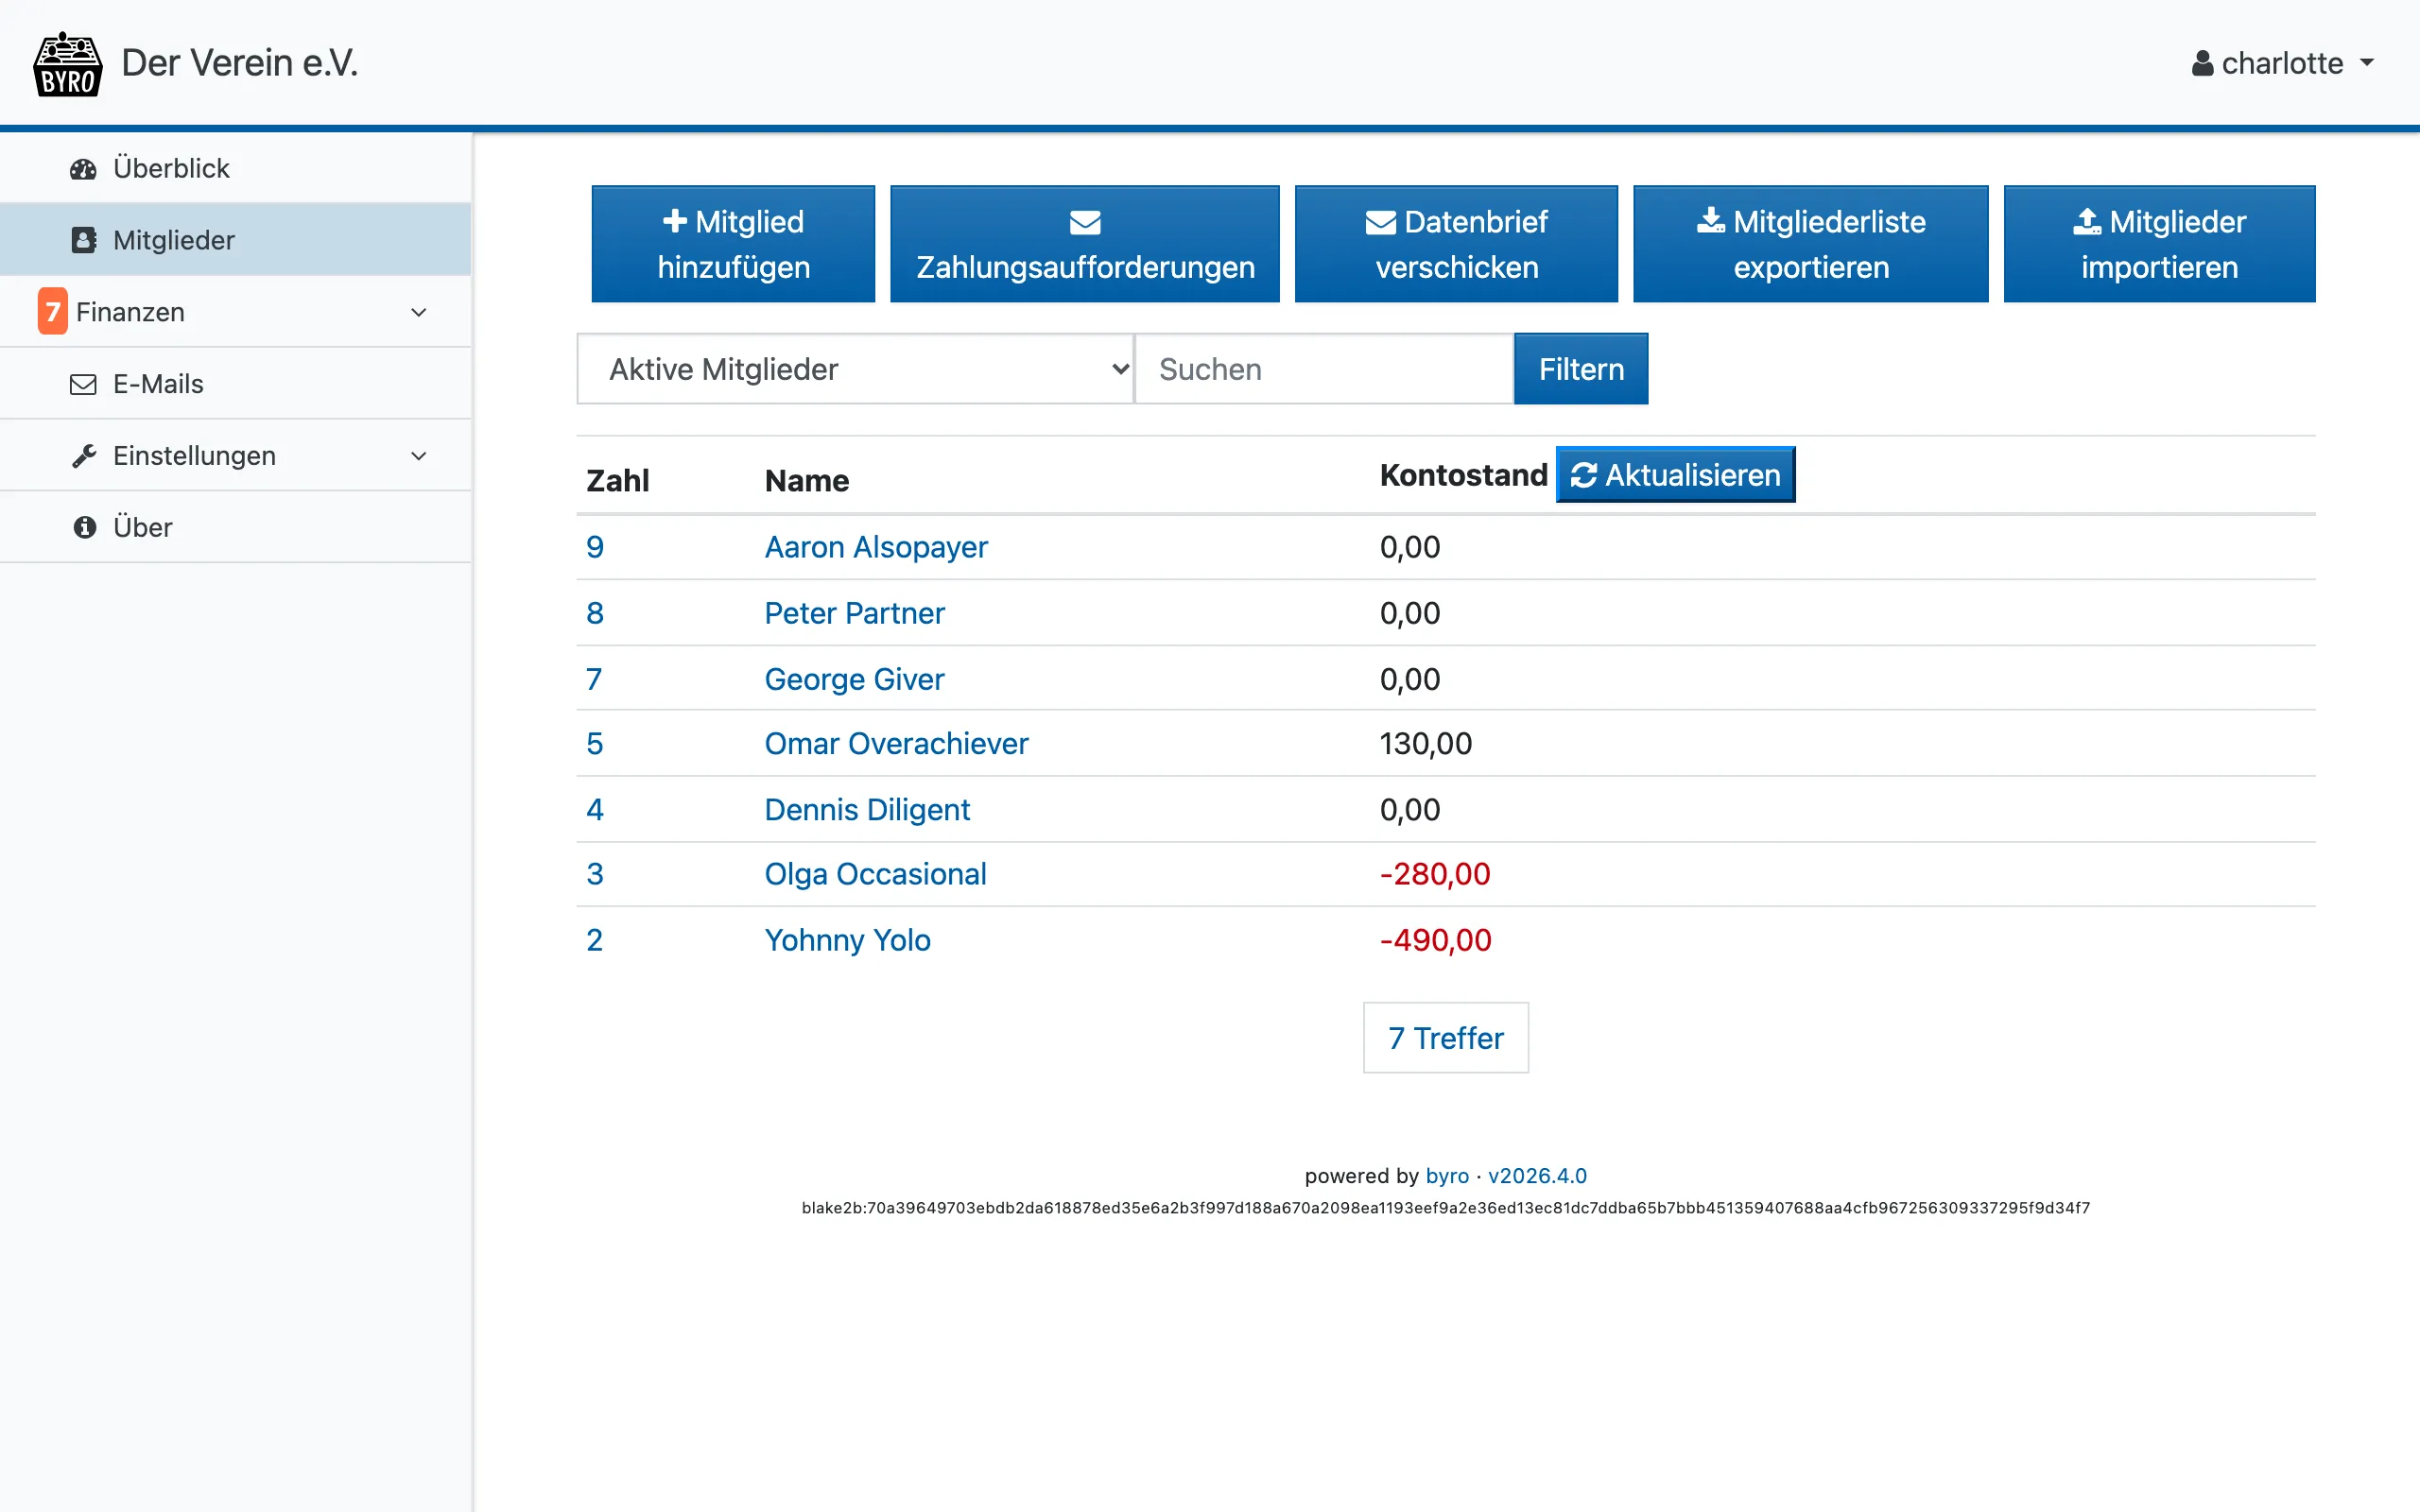 BYRO
Der Verein e.V.
charlotte
Überblick
Mitglieder
7 Finanzen
E-Mails
Einstellungen
Über
Mitglied
hinzufügen
Zahlungsaufforderungen
Datenbrief
verschicken
Mitgliederliste
exportieren
Mitglieder
importieren
Aktive Mitglieder
Suchen
Filtern
Zahl Name Kontostand Aktualisieren
9 Aaron Alsopayer 0,00
8 Peter Partner 0,00
7 George Giver 0,00
5 Omar Overachiever 130,00
4 Dennis Diligent 0,00
3 Olga Occasional -280,00
2 Yohnny Yolo -490,00
7 Treffer
powered by byro · v2026.4.0
blake2b:70a39649703ebdb2da618878ed35e6a2b3f997d188a670a2098ea1193eef9a2e36ed13ec81dc7ddba65b7bbb451359407688aa4cfb967256309337295f9d34f7